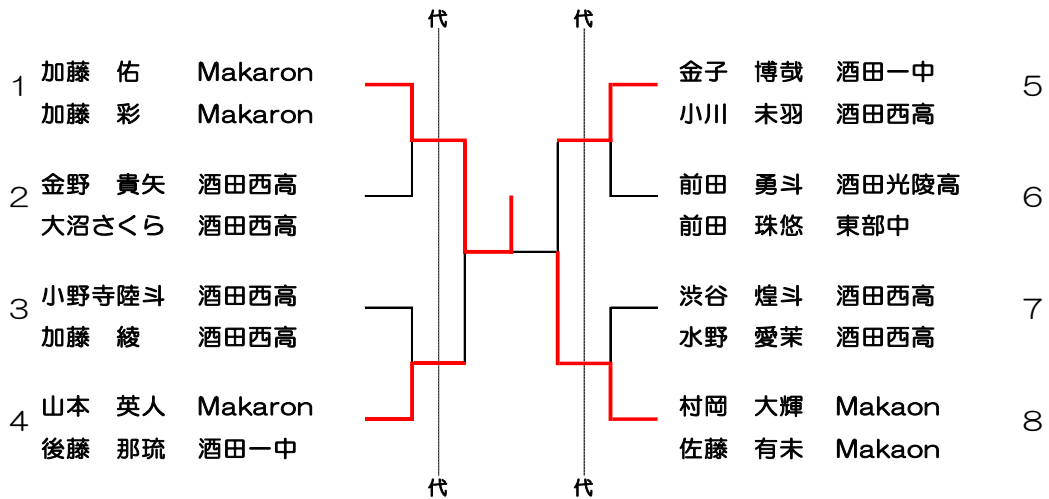 代 代
1 加藤 佑 Makaron
加藤 彩 Makaron
2 金野 貴矢 酒田西高
大沼さくら 酒田西高
3 小野寺陸斗 酒田西高
加藤 綾 酒田西高
4 山本 英人 Makaron
後藤 那琉 酒田一中
金子 博哉 酒田一中 5
小川 未羽 酒田西高
前田 勇斗 酒田光陵高 6
前田 珠悠 東部中
渋谷 煌斗 酒田西高 7
水野 愛茉 酒田西高
村岡 大輝 Makaon 8
佐藤 有未 Makaon
代 代